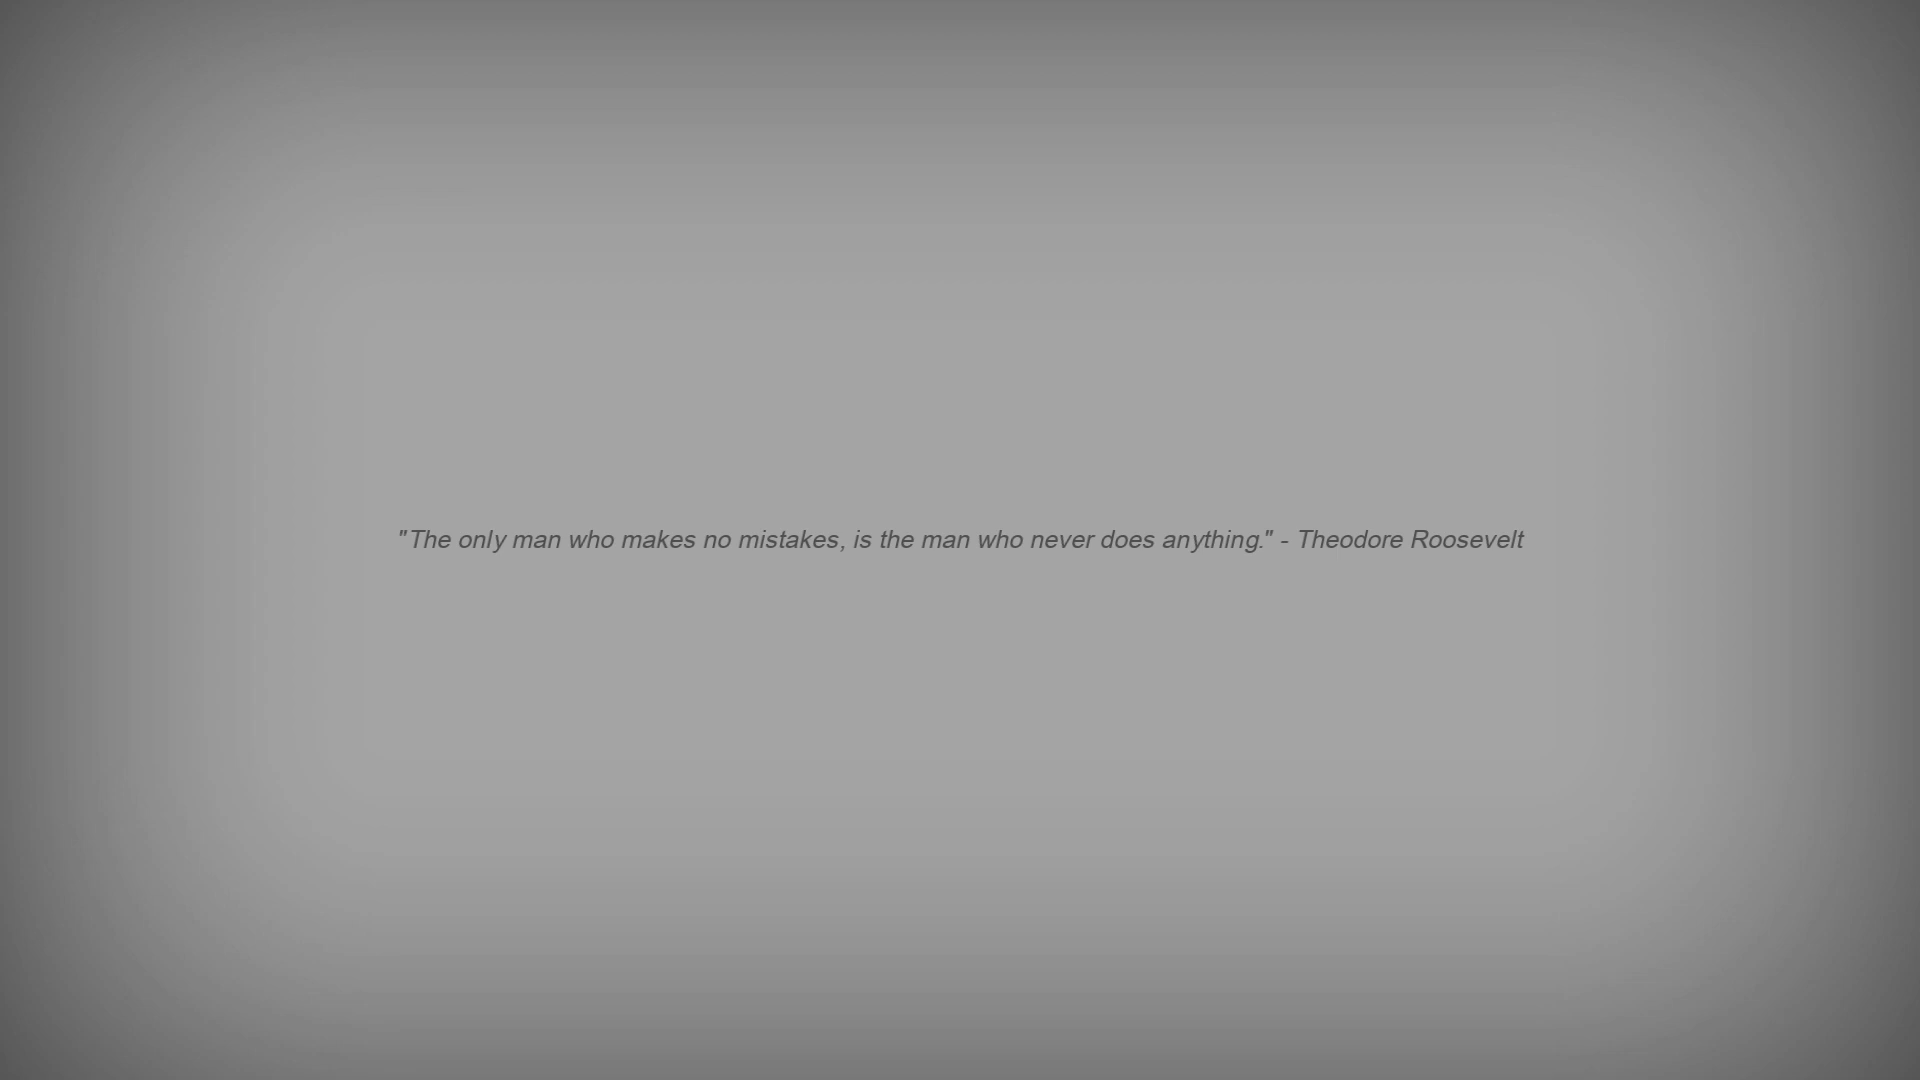 "The only man who makes no mistakes, is the man who never does anything." - Theodore Roosevelt